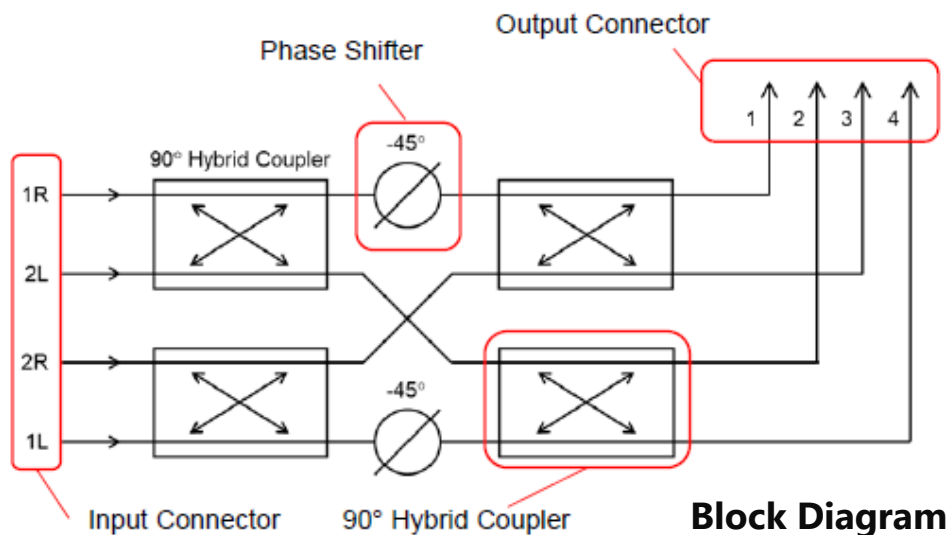 Output Connector
Phase Shifter
1 2 3 4
-45°
90° Hybrid Coupler
1R
2L
2R
-45°
1L
Input Connector
90° Hybrid Coupler
Block Diagram